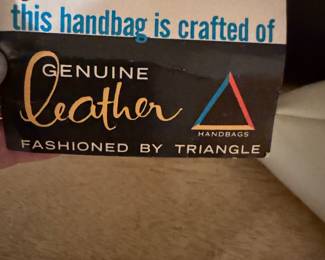 this handbag is crafted of
GENUINE
leather
HANDBAGS
FASHIONED BY TRIANGLE